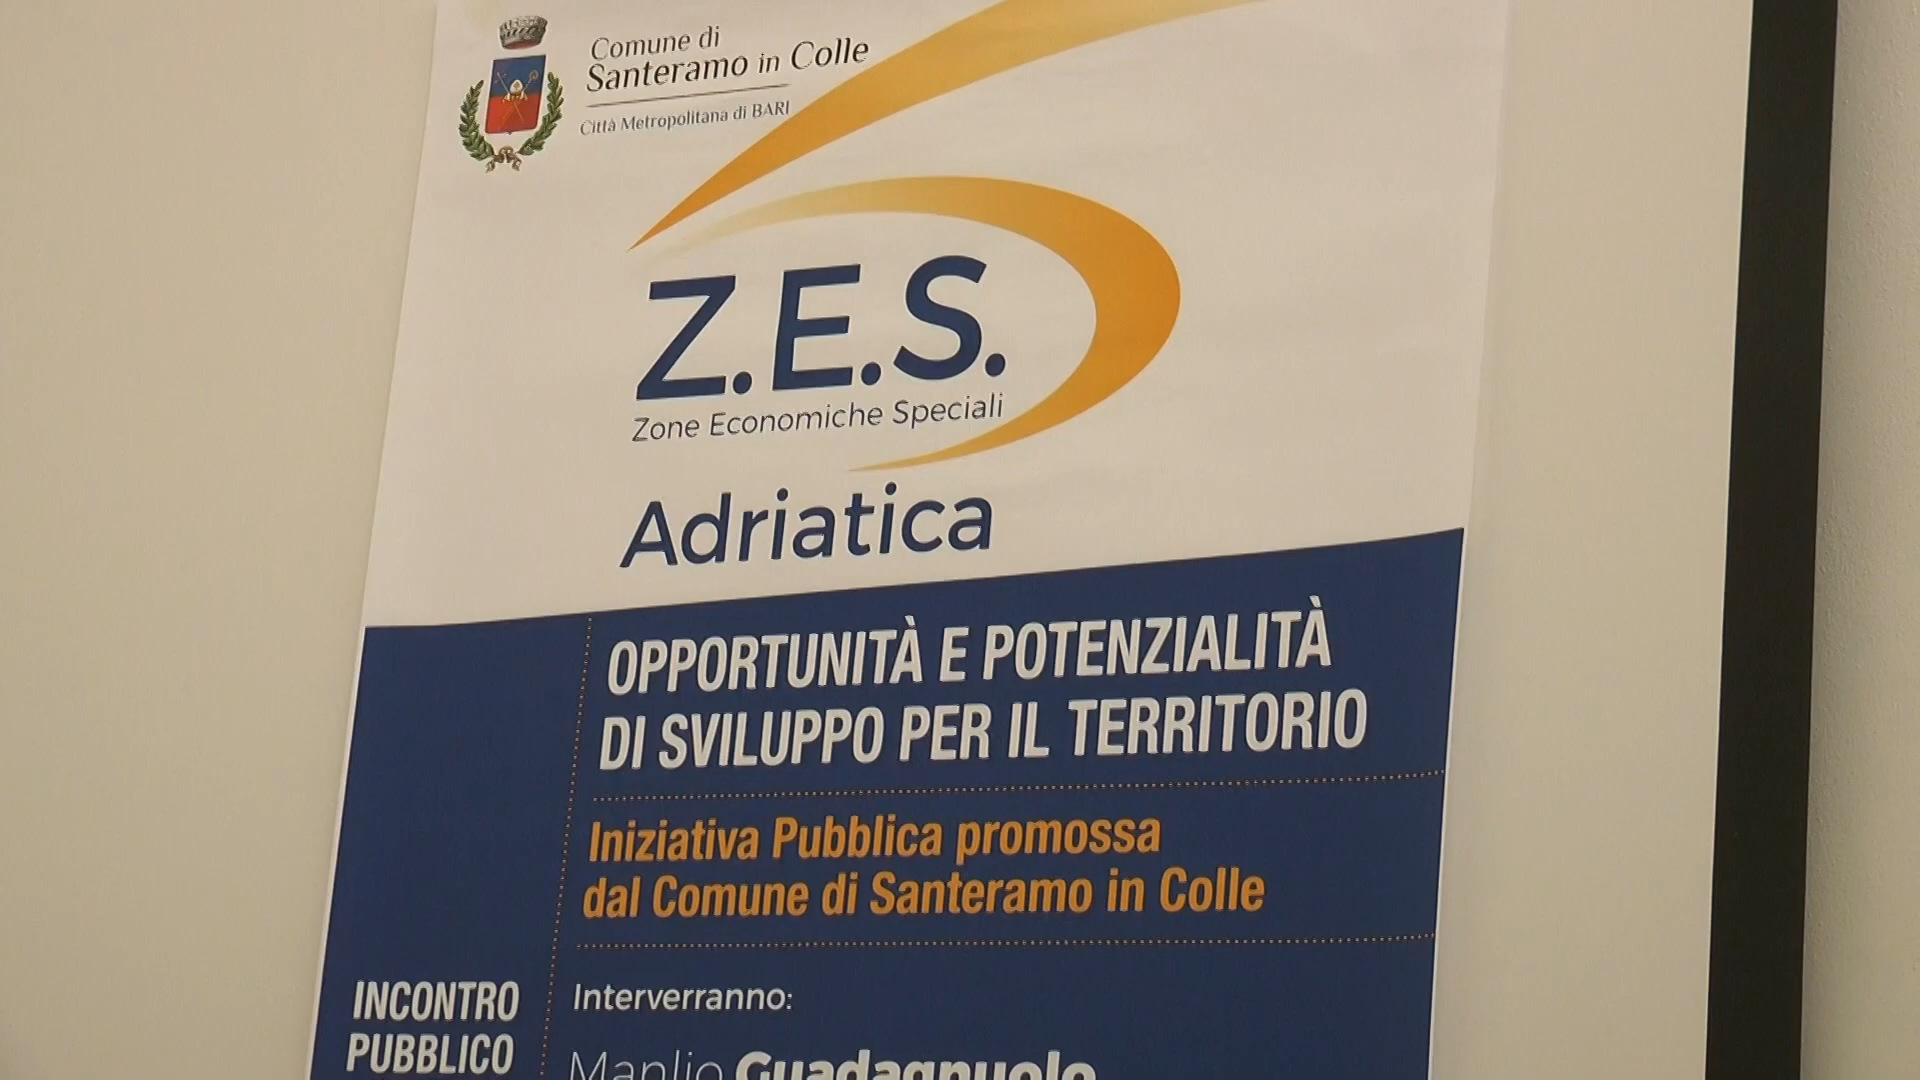 Comune di
Santeramo in Colle
Città Metropolitana di BARI
Z.E.S.
Zone Economiche Speciali
Adriatica
OPPORTUNITÀ E POTENZIALITÀ
DI SVILUPPO PER IL TERRITORIO
Iniziativa Pubblica promossa
dal Comune di Santeramo in Colle
INCONTRO
PUBBLICO
Interverranno:
Manlio Guadagnuolo